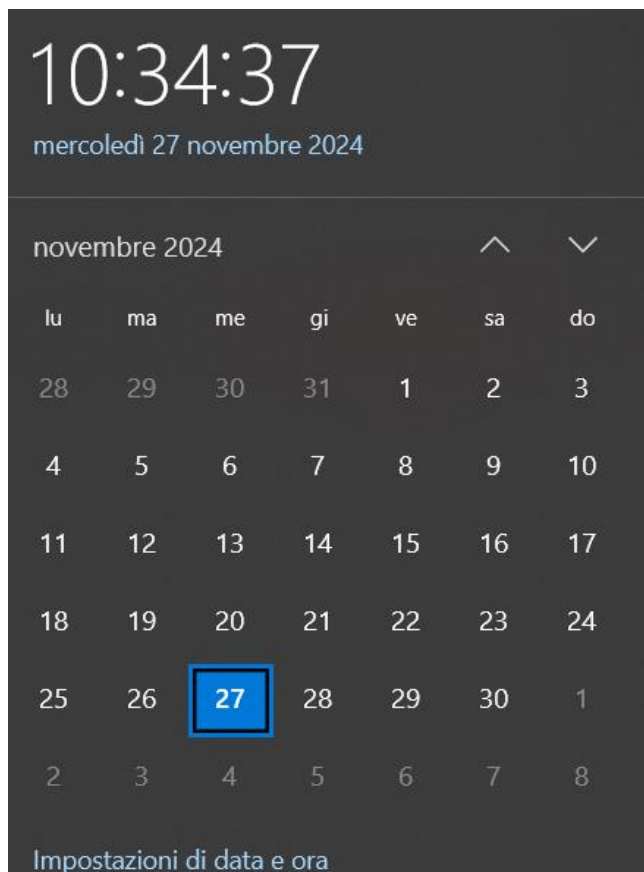 10:34:37
mercoledì 27 novembre 2024
novembre 2024
lu ma me gi ve sa do
28 29 30 31 1 2 3
4 5 6 7 8 9 10
11 12 13 14 15 16 17
18 19 20 21 22 23 24
25 26 27 28 29 30 1
2 3 4 5 6 7 8
Impostazioni di data e ora